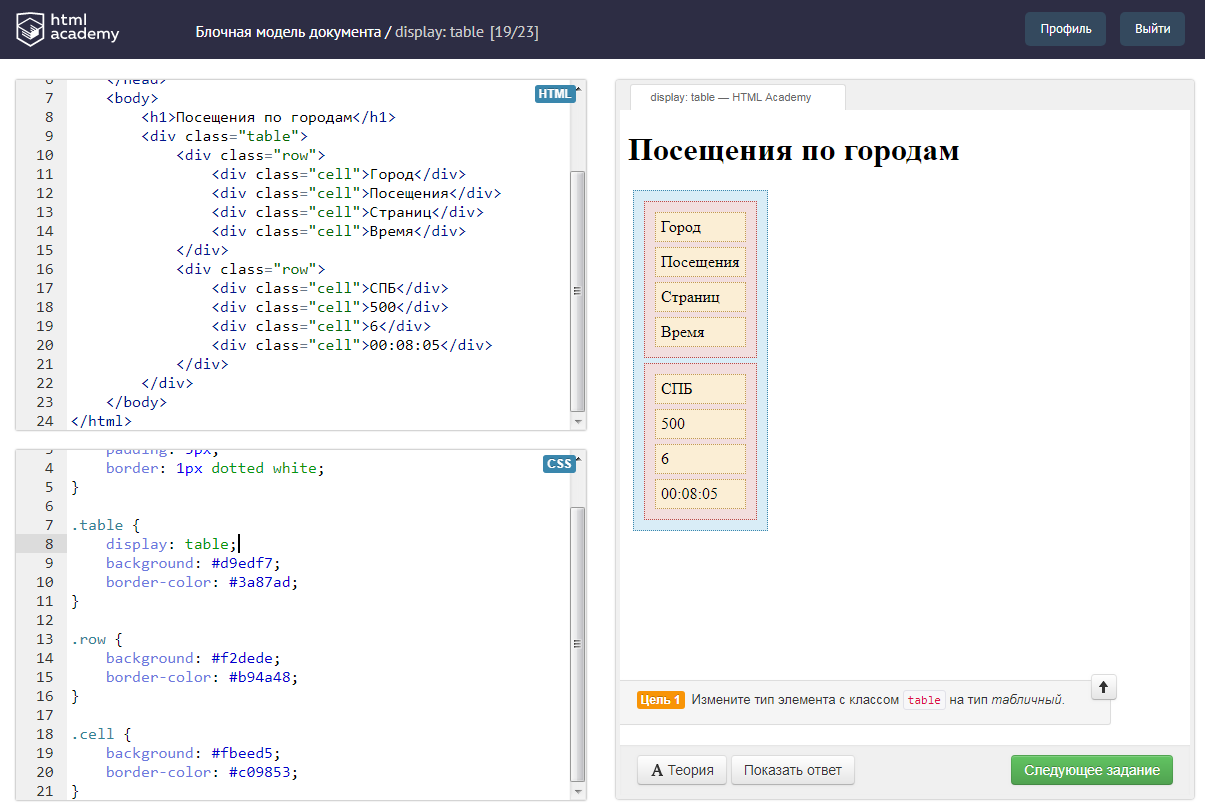 html
academy
Блочная модель документа / display: table [19/23]
Профиль
Выйти
6 </head>
HTML
7 <body>
8 <h1>Посещения по городам</h1>
9 <div class="table">
10 <div class="row">
11 <div class="cell">Город</div>
12 <div class="cell">Посещения</div>
13 <div class="cell">Страниц</div>
14 <div class="cell">Время</div>
15 </div>
16 <div class="row">
17 <div class="cell">СПБ</div>
18 <div class="cell">500</div>
19 <div class="cell">6</div>
20 <div class="cell">00:08:05</div>
21 </div>
22 </div>
23 </body>
24 </html>
3 padding: 5px;
CSS
4 border: 1px dotted white;
5 }
6
7 .table {
8 display: table;
9 background: #d9edf7;
10 border-color: #3a87ad;
11 }
12
13 .row {
14 background: #f2dede;
15 border-color: #b94a48;
16 }
17
18 .cell {
19 background: #fbeed5;
20 border-color: #c09853;
21 }
display: table — HTML Academy
Посещения по городам
Город
Посещения
Страниц
Время
СПБ
500
6
00:08:05
Цель 1 Измените тип элемента с классом table на тип табличный.
A Теория
Показать ответ
Следующее задание